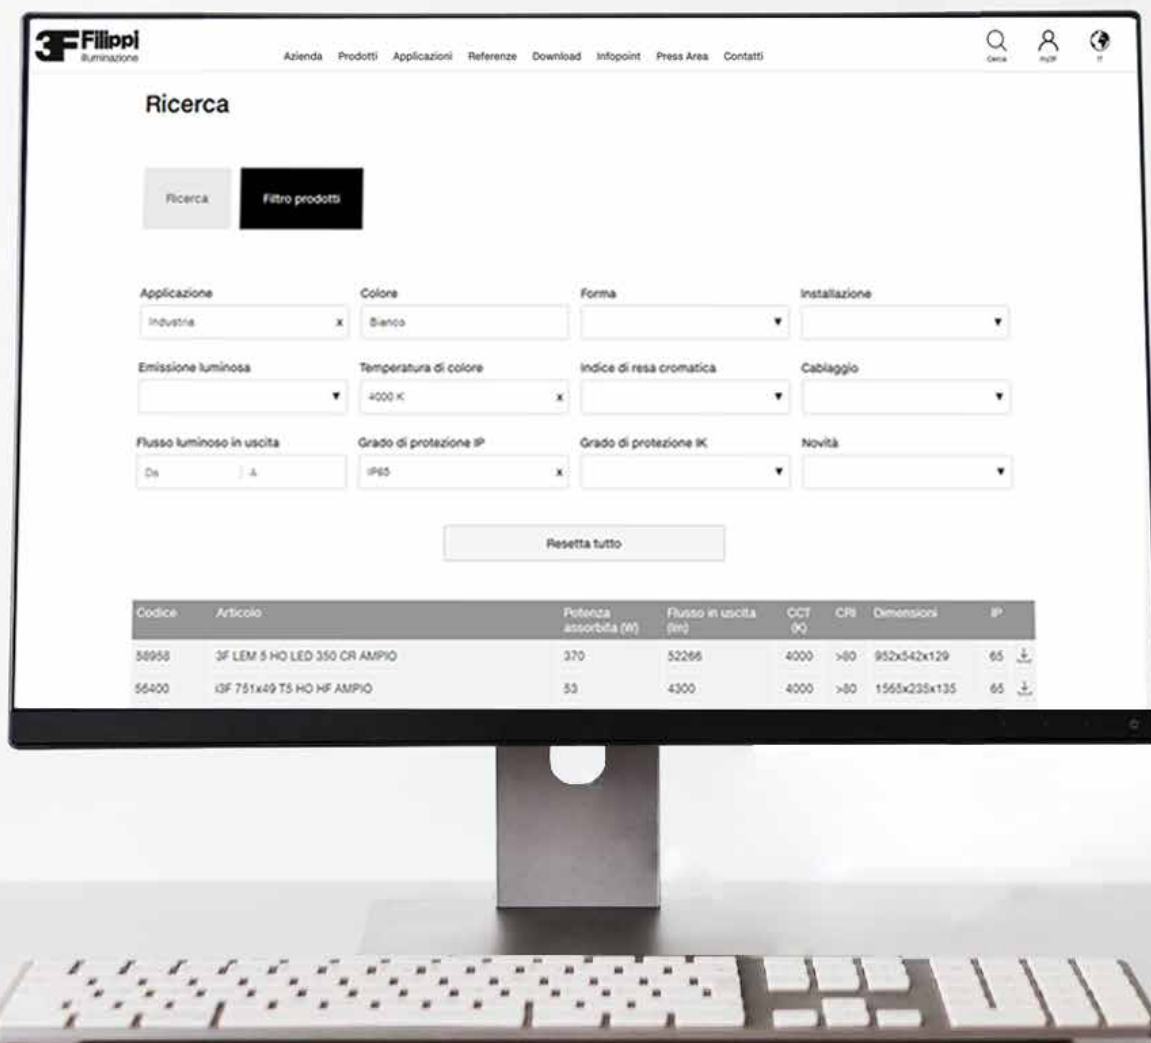 3F Filippi
illuminazione
Azienda Prodotti Applicazioni Referenze Download Infopoint Press Area Contatti
Cerca my3F IT
Ricerca
Ricerca Filtro prodotti
Applicazione Colore Forma Installazione
Industria x Bianco
Emissione luminosa Temperatura di colore Indice di resa cromatica Cablaggio
4000 K x
Flusso luminoso in uscita Grado di protezione IP Grado di protezione IK Novità
Da A IP65 x
Resetta tutto
Codice Articolo Potenza Flusso in uscita CCT CRI Dimensioni IP
assorbita (W) (lm) (K)
58958 3F LEM 5 HO LED 350 CR AMPIO 370 52266 4000 >80 952x542x129 65
56400 i3F 751x49 T5 HO HF AMPIO 53 4300 4000 >80 1565x235x135 65